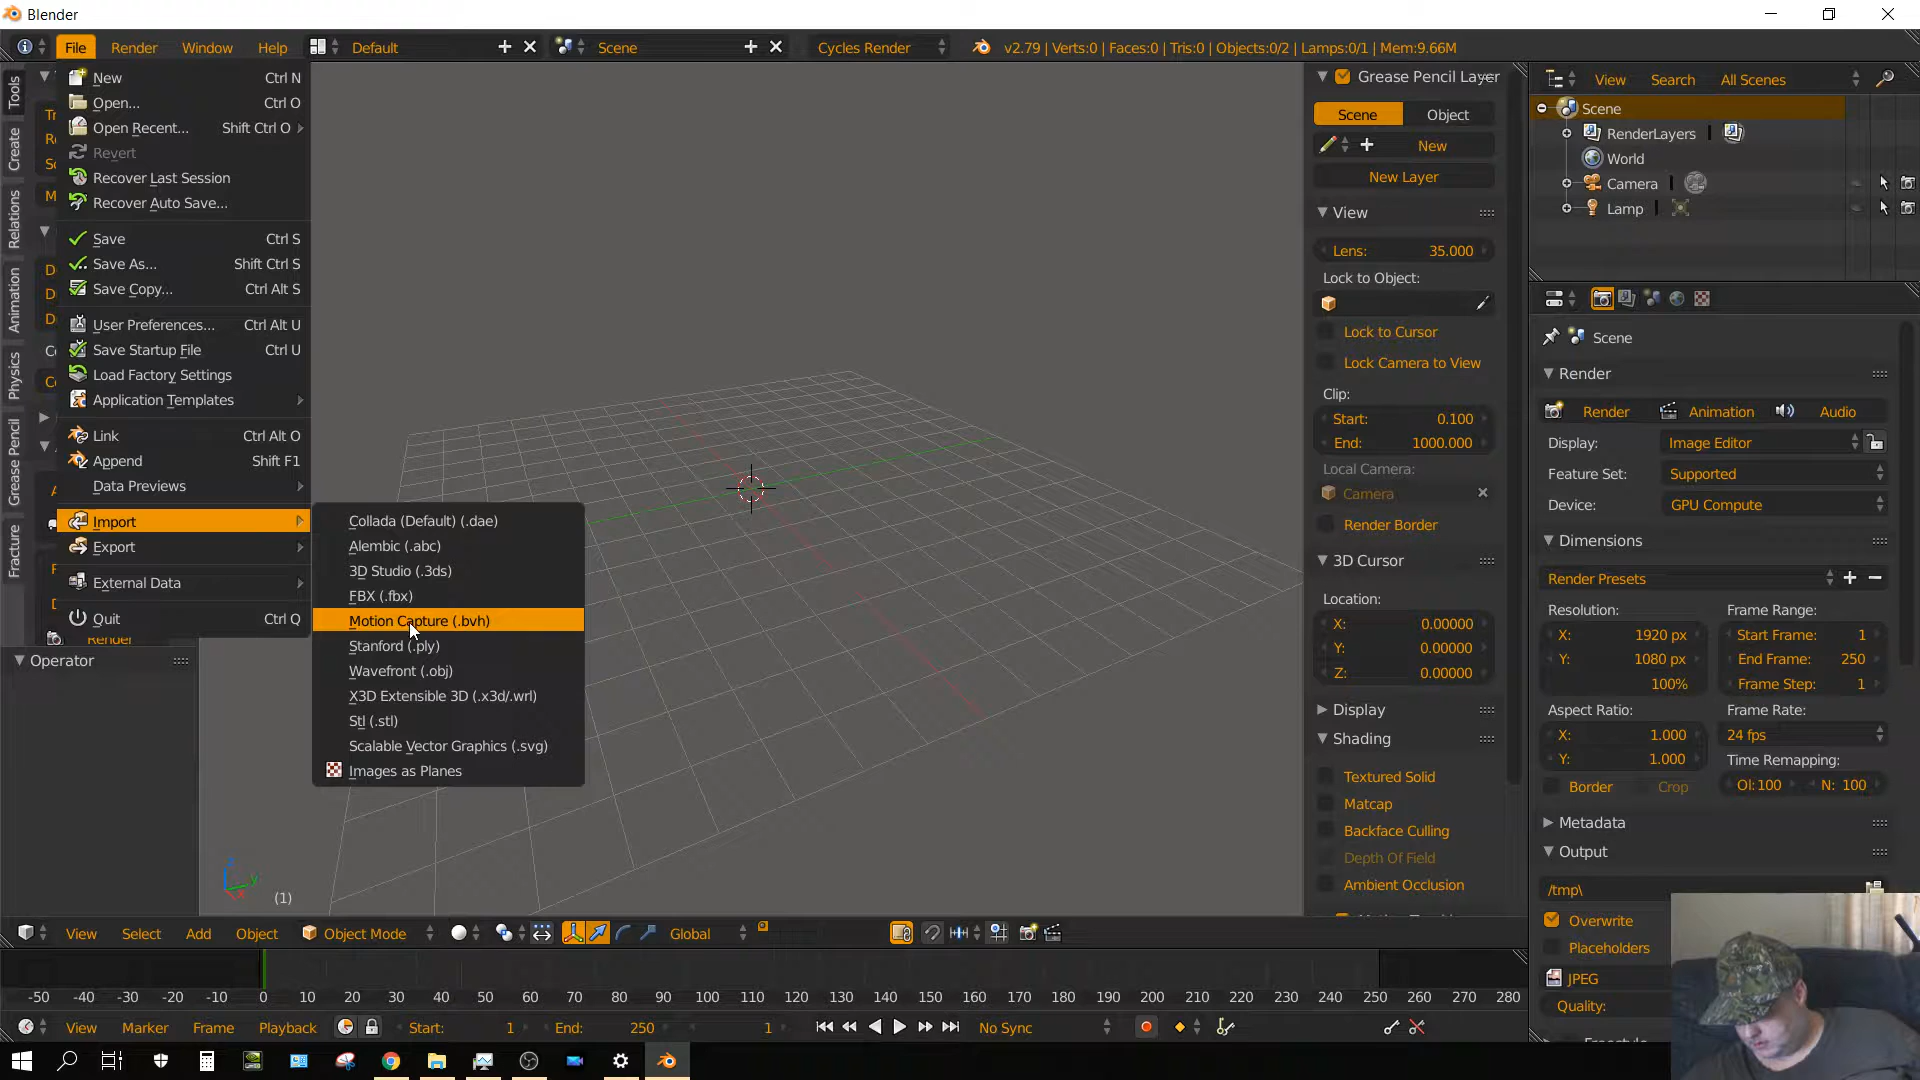 Blender
File Render Window Help Default Scene Cycles Render v2.79 | Verts:0 | Faces:0 | Tris:0 | Objects:0/2 | Lamps:0/1 | Mem:9.66M
New Ctrl N
Open... Ctrl O
Open Recent... Shift Ctrl O
Revert
Recover Last Session
Recover Auto Save...
Save Ctrl S
Save As... Shift Ctrl S
Save Copy... Ctrl Alt S
User Preferences... Ctrl Alt U
Save Startup File Ctrl U
Load Factory Settings
Application Templates
Link Ctrl Alt O
Append Shift F1
Data Previews
Import
Export
External Data
Quit Ctrl Q
Render
Operator
Tools
Create
Relations
Animation
Physics
Grease Pencil
Fracture
Collada (Default) (.dae)
Alembic (.abc)
3D Studio (.3ds)
FBX (.fbx)
Motion Capture (.bvh)
Stanford (.ply)
Wavefront (.obj)
X3D Extensible 3D (.x3d/.wrl)
Stl (.stl)
Scalable Vector Graphics (.svg)
Images as Planes
(1)
Grease Pencil Layer
Scene Object
New
New Layer
View
Lens: 35.000
Lock to Object:
Lock to Cursor
Lock Camera to View
Clip:
Start: 0.100
End: 1000.000
Local Camera:
Camera
Render Border
3D Cursor
Location:
X: 0.00000
Y: 0.00000
Z: 0.00000
Display
Shading
Textured Solid
Matcap
Backface Culling
Depth Of Field
Ambient Occlusion
View Search All Scenes
Scene
RenderLayers
World
Camera
Lamp
Scene
Render
Render Animation Audio
Display: Image Editor
Feature Set: Supported
Device: GPU Compute
Dimensions
Render Presets
Resolution: Frame Range:
X: 1920 px Start Frame: 1
Y: 1080 px End Frame: 250
100% Frame Step: 1
Aspect Ratio: Frame Rate:
X: 1.000 24 fps
Y: 1.000 Time Remapping:
Border Crop Ol: 100 N: 100
Metadata
Output
/tmp\
Overwrite
Placeholders
JPEG
Quality:
View Select Add Object Object Mode Global
-50 -40 -30 -20 -10 0 10 20 30 40 50 60 70 80 90 100 110 120 130 140 150 160 170 180 190 200 210 220 230 240 250 260 270 280
View Marker Frame Playback Start: 1 End: 250 1 No Sync